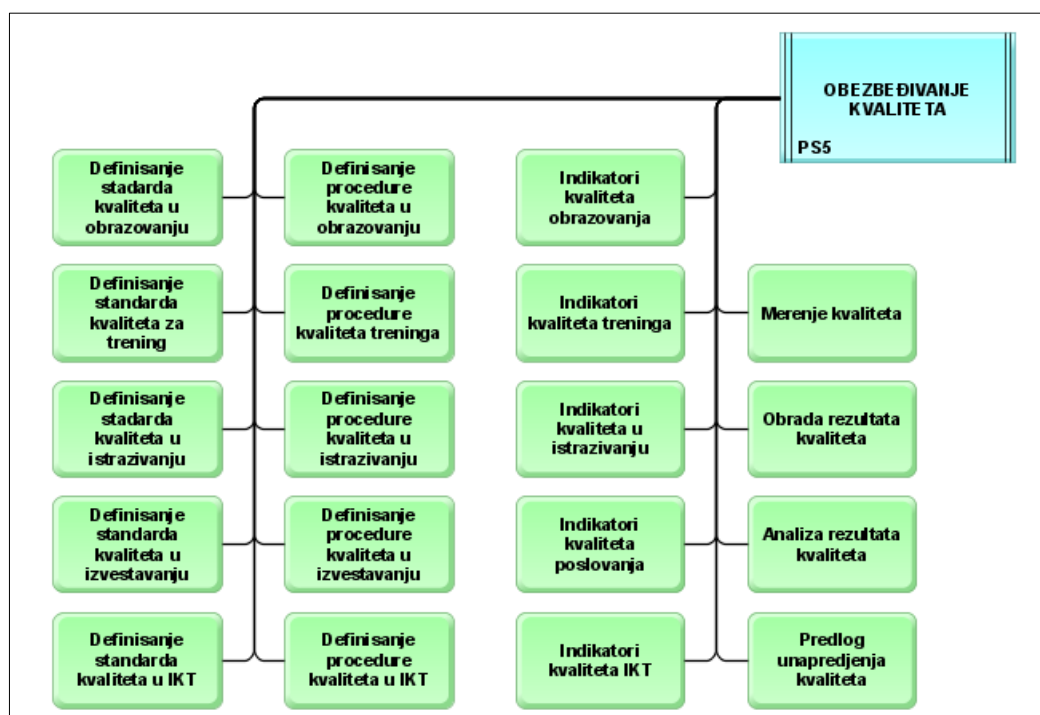 OBEZBEĐIVANJE
KVALITETA
PS5
Definisanje
stadarda
kvaliteta u
obrazovanju
Definisanje
procedure
kvaliteta u
obrazovanju
Indikatori
kvaliteta
obrazovanja
Definisanje
standarda
kvaliteta za
trening
Definisanje
procedure
kvaliteta treninga
Indikatori
kvaliteta treninga
Merenje kvaliteta
Definisanje
stadarda
kvaliteta u
istrazivanju
Definisanje
procedure
kvaliteta u
istrazivanju
Indikatori
kvaliteta u
istrazivanju
Obrada rezultata
kvaliteta
Definisanje
standarda
kvaliteta u
izvestavanju
Definisanje
procedure
kvaliteta u
izvestavanju
Indikatori
kvaliteta
poslovanja
Analiza rezultata
kvaliteta
Definisanje
standarda
kvaliteta u IKT
Definisanje
procedure
kvaliteta u IKT
Indikatori
kvaliteta IKT
Predlog
unapredjenja
kvaliteta